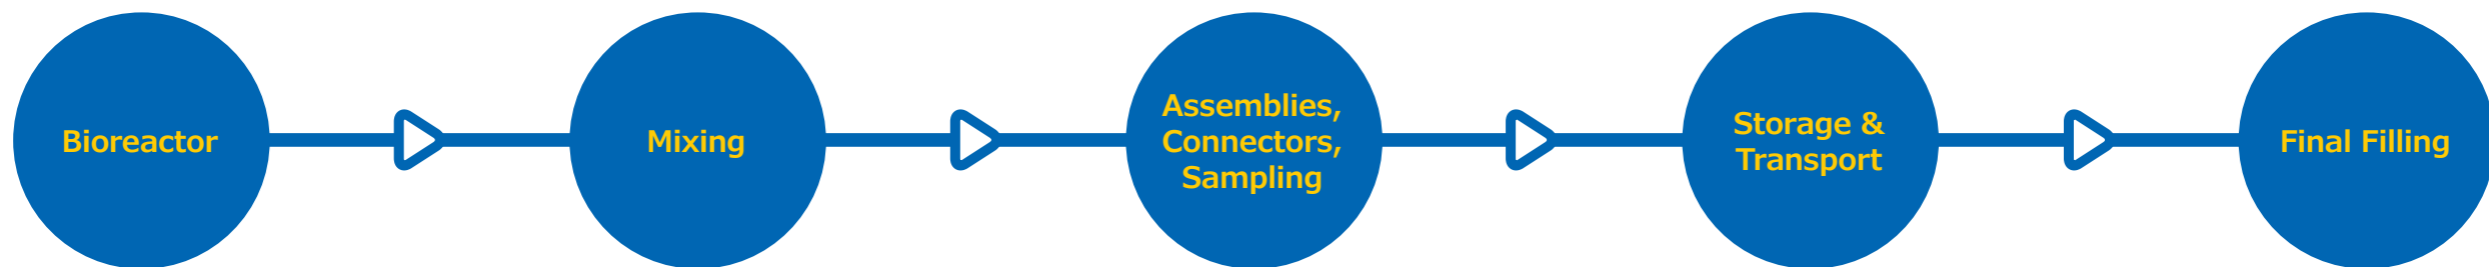 Bioreactor
Mixing
Assemblies,
Connectors,
Sampling
Storage &
Transport
Final Filling